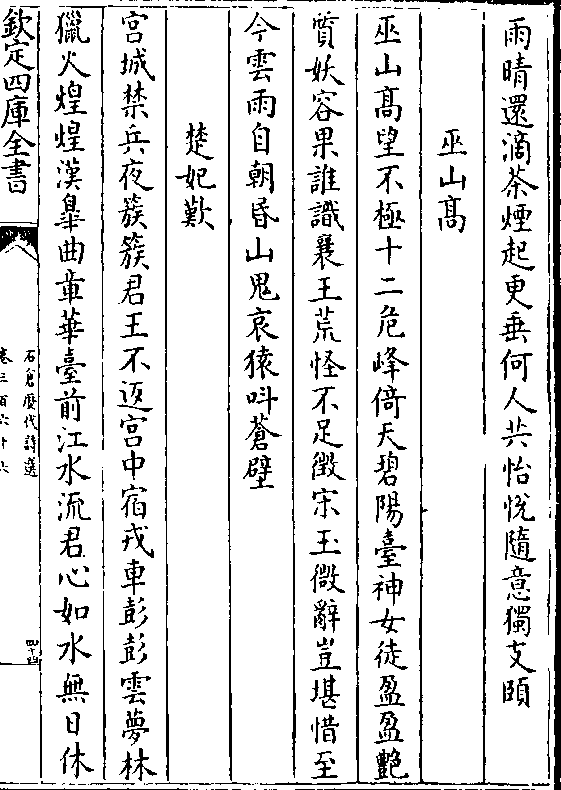 雨晴還滴茶煙起更垂何人共怡悅隨意獨支頤
巫山髙
巫山髙望不極十二危峰倚天碧陽臺神女徒盈盈艶
質妖容果誰識襄王荒怪不足徵宋玉微辭豈堪惜至
今雲雨自朝昏山鬼哀猿呌蒼壁
楚妃歎
宮城禁兵夜簇簇君王不返宮中宿戎車彭彭雲夢林
獵火煌煌漢臯曲章華臺前江水流君心如水無日休
欽定四庫全書
石倉歷代詩選
卷三百六十六
四十四